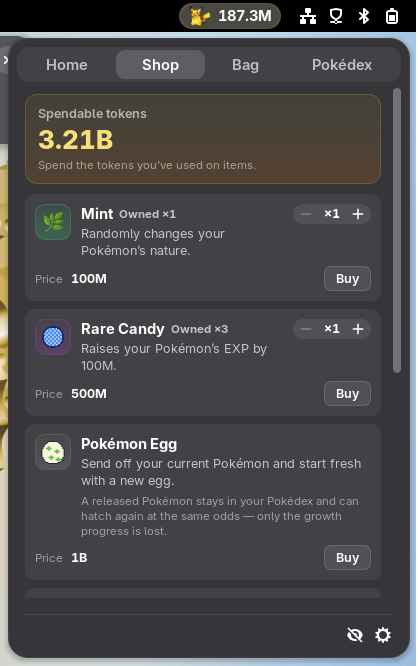 187.3M
Home Shop Bag Pokédex
Spendable tokens
3.21B
Spend the tokens you've used on items.
Mint Owned ×1 — ×1 +
Randomly changes your
Pokémon's nature.
Price 100M Buy
Rare Candy Owned ×3 — ×1 +
Raises your Pokémon's EXP by
100M.
Price 500M Buy
Pokémon Egg
Send off your current Pokémon and start fresh
with a new egg.
A released Pokémon stays in your Pokédex and can
hatch again at the same odds — only the growth
progress is lost.
Price 1B Buy